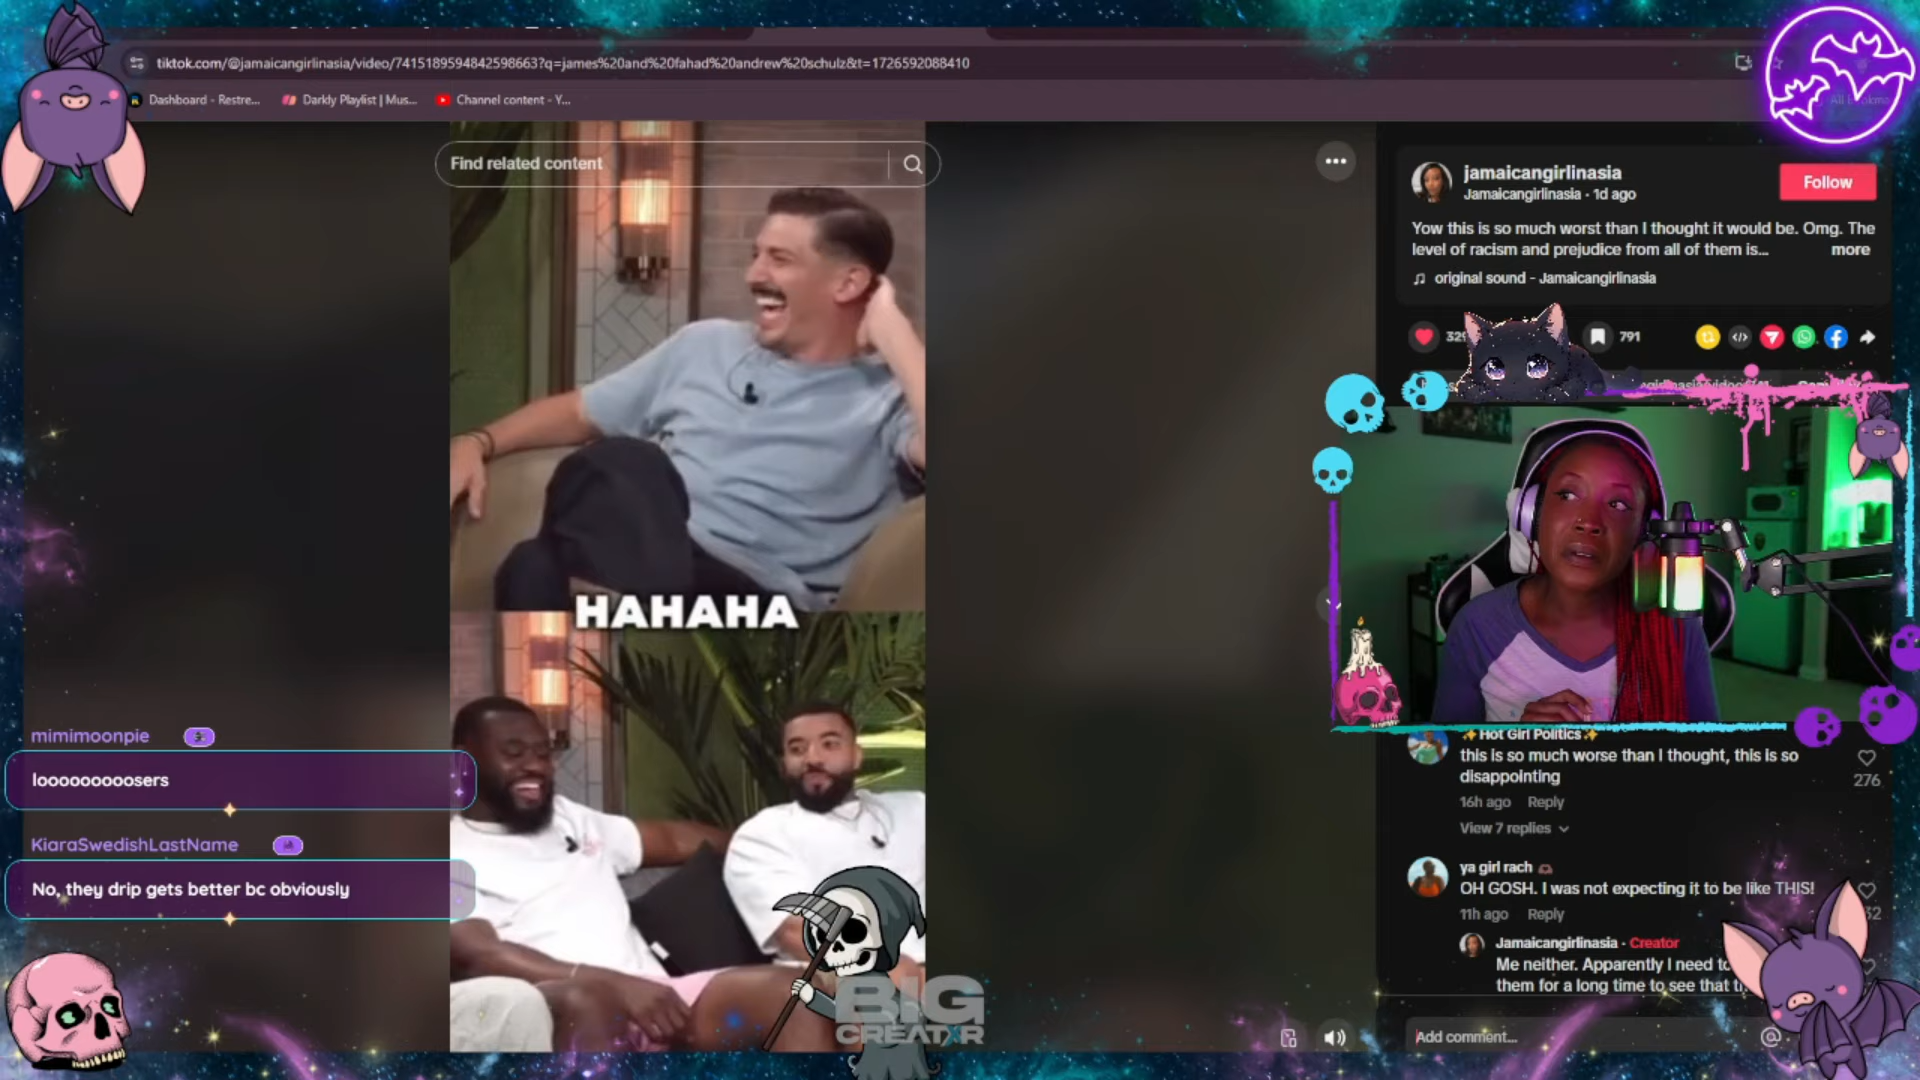 tiktok.com/@jamaicangirlinasia/video/7415189594842598663?q=james%20and%20fahad%20andrew%20schulz&t=1726592088410
Dashboard - Restre...
Darkly Playlist | Mus...
Channel content - Y...
Find related content
jamaicangirlinasia
Jamaicangirlinasia · 1d ago
Follow
Yow this is so much worst than I thought it would be. Omg. The
level of racism and prejudice from all of them is... more
original sound - Jamaicangirlinasia
791
HAHAHA
mimimoonpie
looooooooosers
KiaraSwedishLastName
No, they drip gets better bc obviously
✨Hot Girl Politics✨
this is so much worse than I thought, this is so
disappointing
276
16h ago Reply
View 7 replies
ya girl rach
OH GOSH. I was not expecting it to be like THIS!
11h ago Reply
Jamaicangirlinasia · Creator
Me neither. Apparently I need
them for a long time to see that
BIG
CREATOR
Add comment...